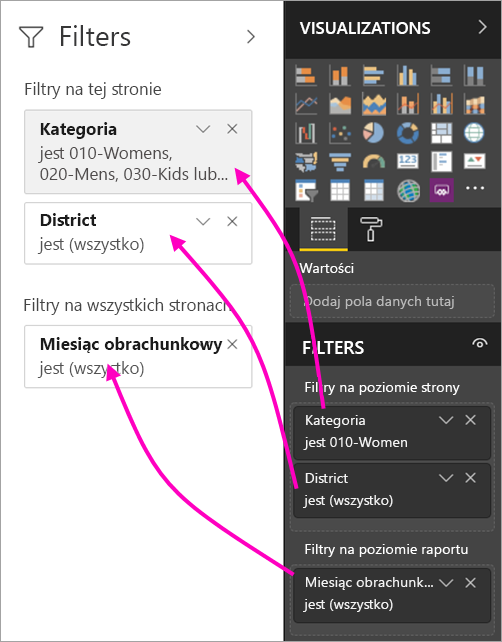 Filters
Filtry na tej stronie
Kategoria
jest 010-Womens,
020-Mens, 030-Kids lub...
District
jest (wszystko)
Filtry na wszystkich stronach
Miesiąc obrachunkowy
jest (wszystko)
VISUALIZATIONS
123
R
Wartości
Dodaj pola danych tutaj
FILTERS
Filtry na poziomie strony
Kategoria
jest 010-Women
District
jest (wszystko)
Filtry na poziomie raportu
Miesiąc obrachunk...
jest (wszystko)